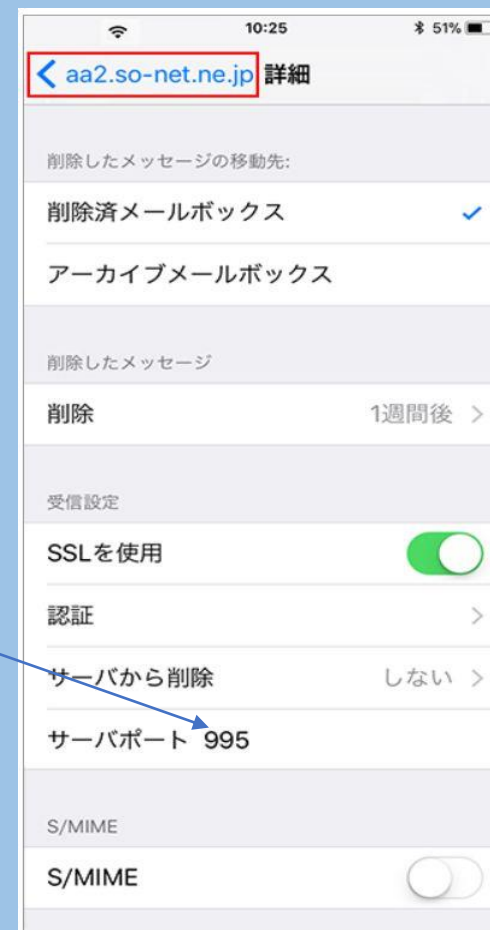 10:25
51%
aa2.so-net.ne.jp 詳細
削除したメッセージの移動先:
削除済メールボックス
アーカイブメールボックス
削除したメッセージ
削除 1週間後
受信設定
SSLを使用
認証
サーバから削除 しない
サーバポート 995
S/MIME
S/MIME